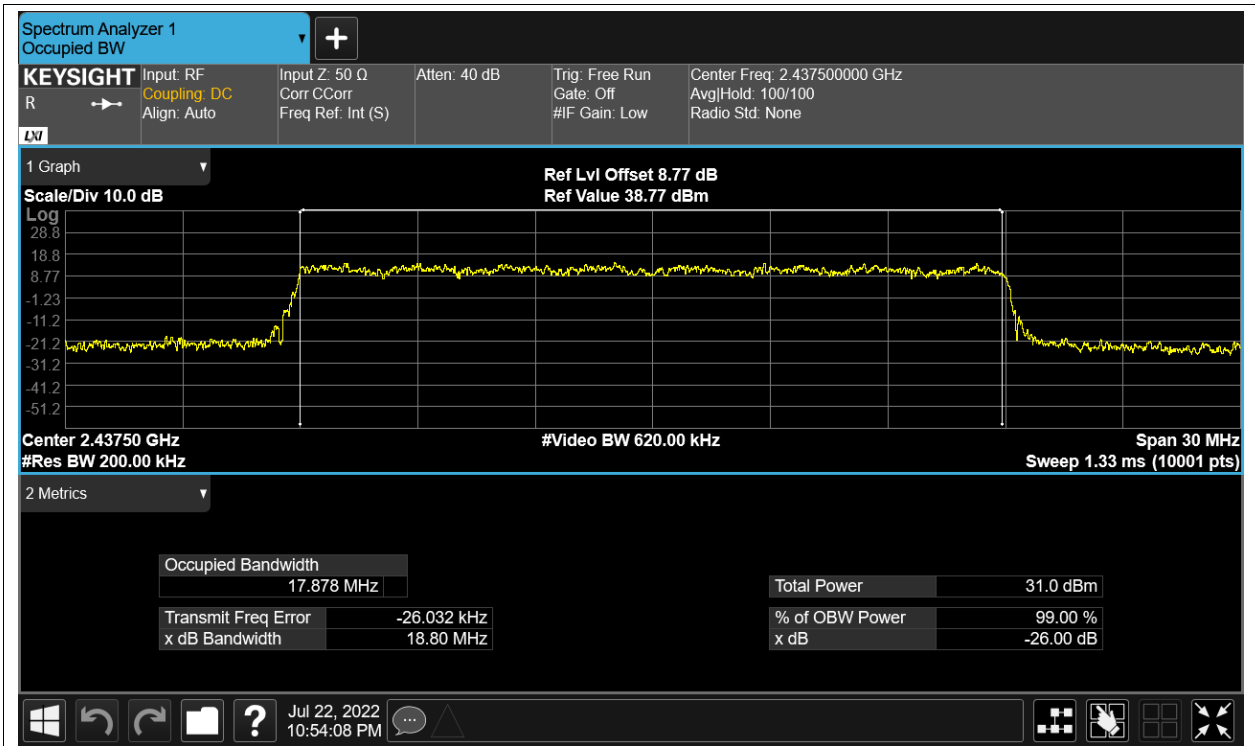 Spectrum Analyzer 1
Occupied BW
KEYSIGHT
R
LXI
Input: RF
Coupling: DC
Align: Auto
Input Z: 50 Ω
Corr CCorr
Freq Ref: Int (S)
Atten: 40 dB
Trig: Free Run
Gate: Off
#IF Gain: Low
Center Freq: 2.437500000 GHz
Avg|Hold: 100/100
Radio Std: None
1 Graph
Scale/Div 10.0 dB
Ref Lvl Offset 8.77 dB
Ref Value 38.77 dBm
Log
28.8
18.8
8.77
-1.23
-11.2
-21.2
-31.2
-41.2
-51.2
Center 2.43750 GHz
#Res BW 200.00 kHz
#Video BW 620.00 kHz
Span 30 MHz
Sweep 1.33 ms (10001 pts)
2 Metrics
Occupied Bandwidth
17.878 MHz
Transmit Freq Error -26.032 kHz
x dB Bandwidth 18.80 MHz
Total Power 31.0 dBm
% of OBW Power 99.00 %
x dB -26.00 dB
?
Jul 22, 2022
10:54:08 PM